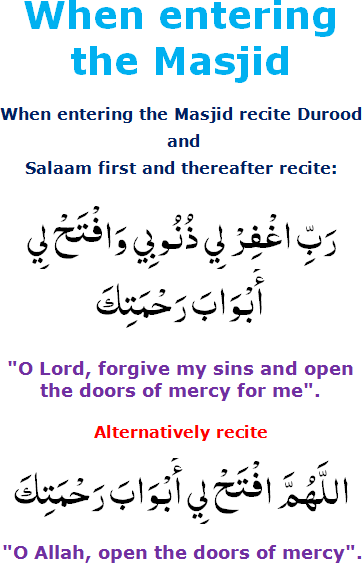 When entering
the Masjid
When entering the Masjid recite Durood
and
Salaam first and thereafter recite:
رَبِّ اغْفِرْ لِي ذُنُوبِي وَافْتَحْ لِي
أَبْوَابَ رَحْمَتِكَ
"O Lord, forgive my sins and open
the doors of mercy for me".
Alternatively recite
اللَّهُمَّ افْتَحْ لِي أَبْوَابَ رَحْمَتِكَ
"O Allah, open the doors of mercy".